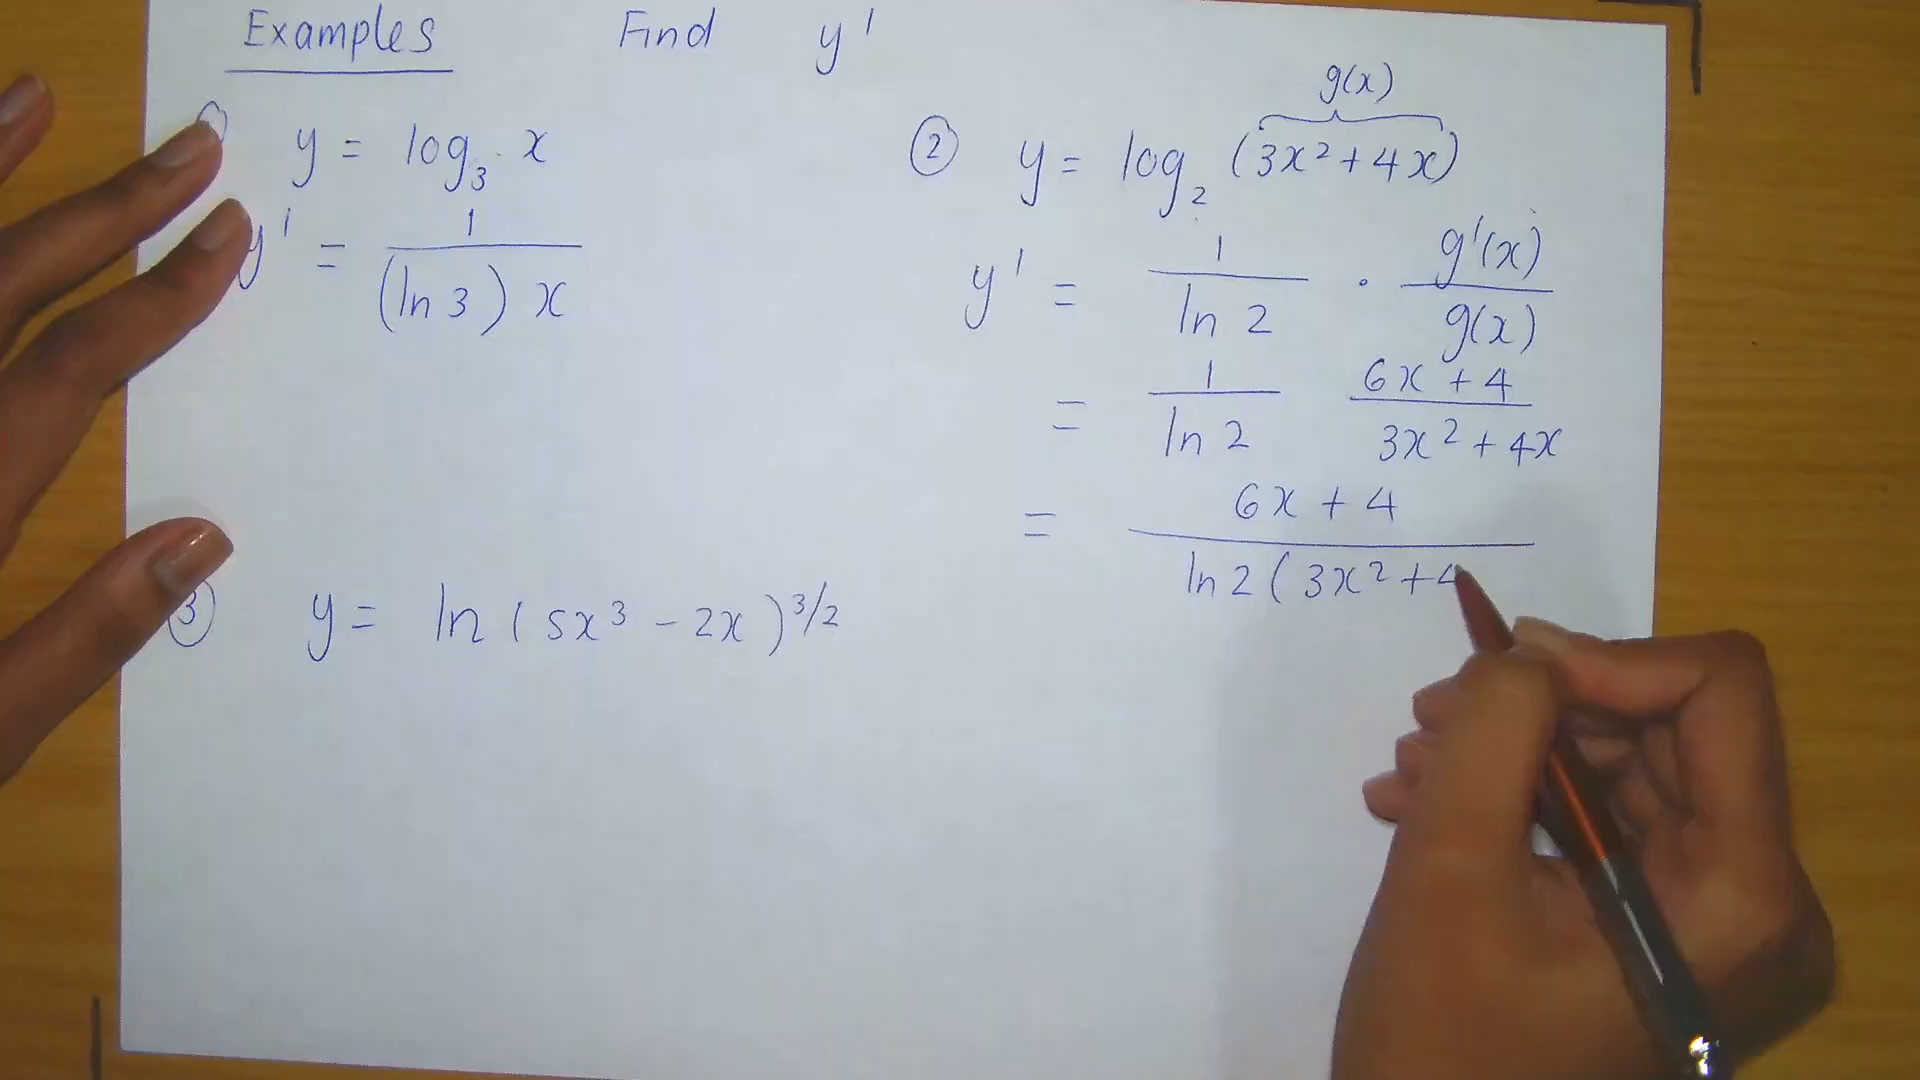 Examples Find y'
y = log₃ x
y' = 1 / (ln 3) x
② y = log₂ (3x² + 4x)
g(x)
y' = 1 / ln 2 · g'(x) / g(x)
= 1 / ln 2 6x + 4 / 3x² + 4x
= 6x + 4 / ln 2 ( 3x² + 4
③ y = ln ( 5x³ - 2x )^3/2